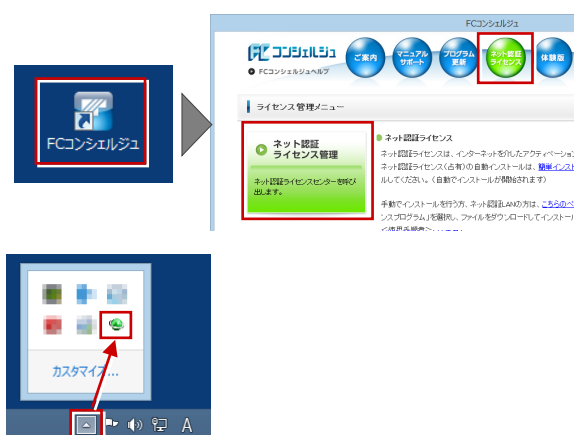 FCコンシェルジュ
FCコンシェルジュ1
FCコンシェルジュ
FCコンシェルジュヘルプ
ご案内
マニュアル
サポート
プログラム
更新
ネット認証
ライセンス
体験版
ライセンス管理メニュー
ネット認証
ライセンス管理
ネット認証ライセンスセンターを呼び
出します。
ネット認証ライセンス
ネット認証ライセンスは、インターネットを介したアクティベーション
ネット認証ライセンス(占有)の自動インストールは、簡単インスト
ルしてください。(自動でインストールが開始されます)
手動でインストールを行う方、ネット認証LANの方は、こちらのペ
ンスプログラム」を選択し、ファイルをダウンロードしてインストー
カスタマイズ...
A